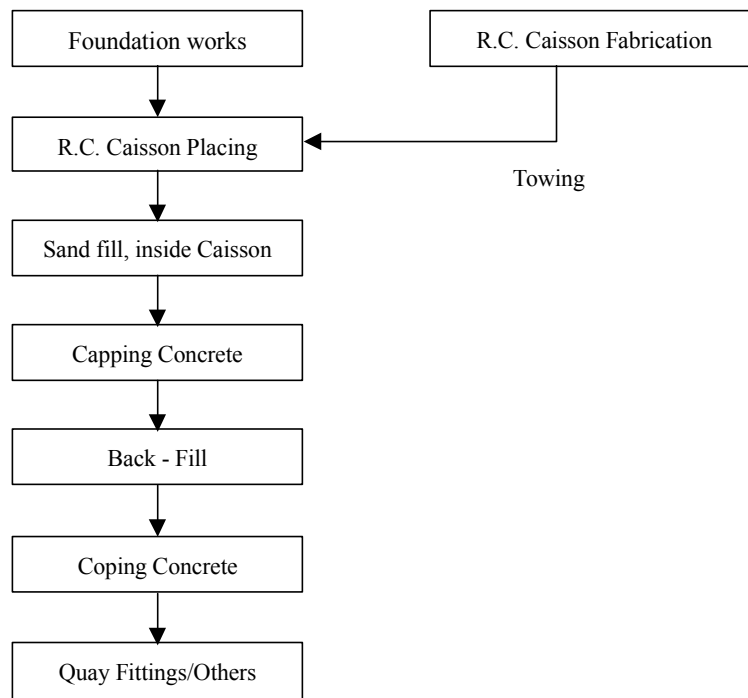 Foundation works
R.C. Caisson Fabrication
R.C. Caisson Placing
Towing
Sand fill, inside Caisson
Capping Concrete
Back - Fill
Coping Concrete
Quay Fittings/Others